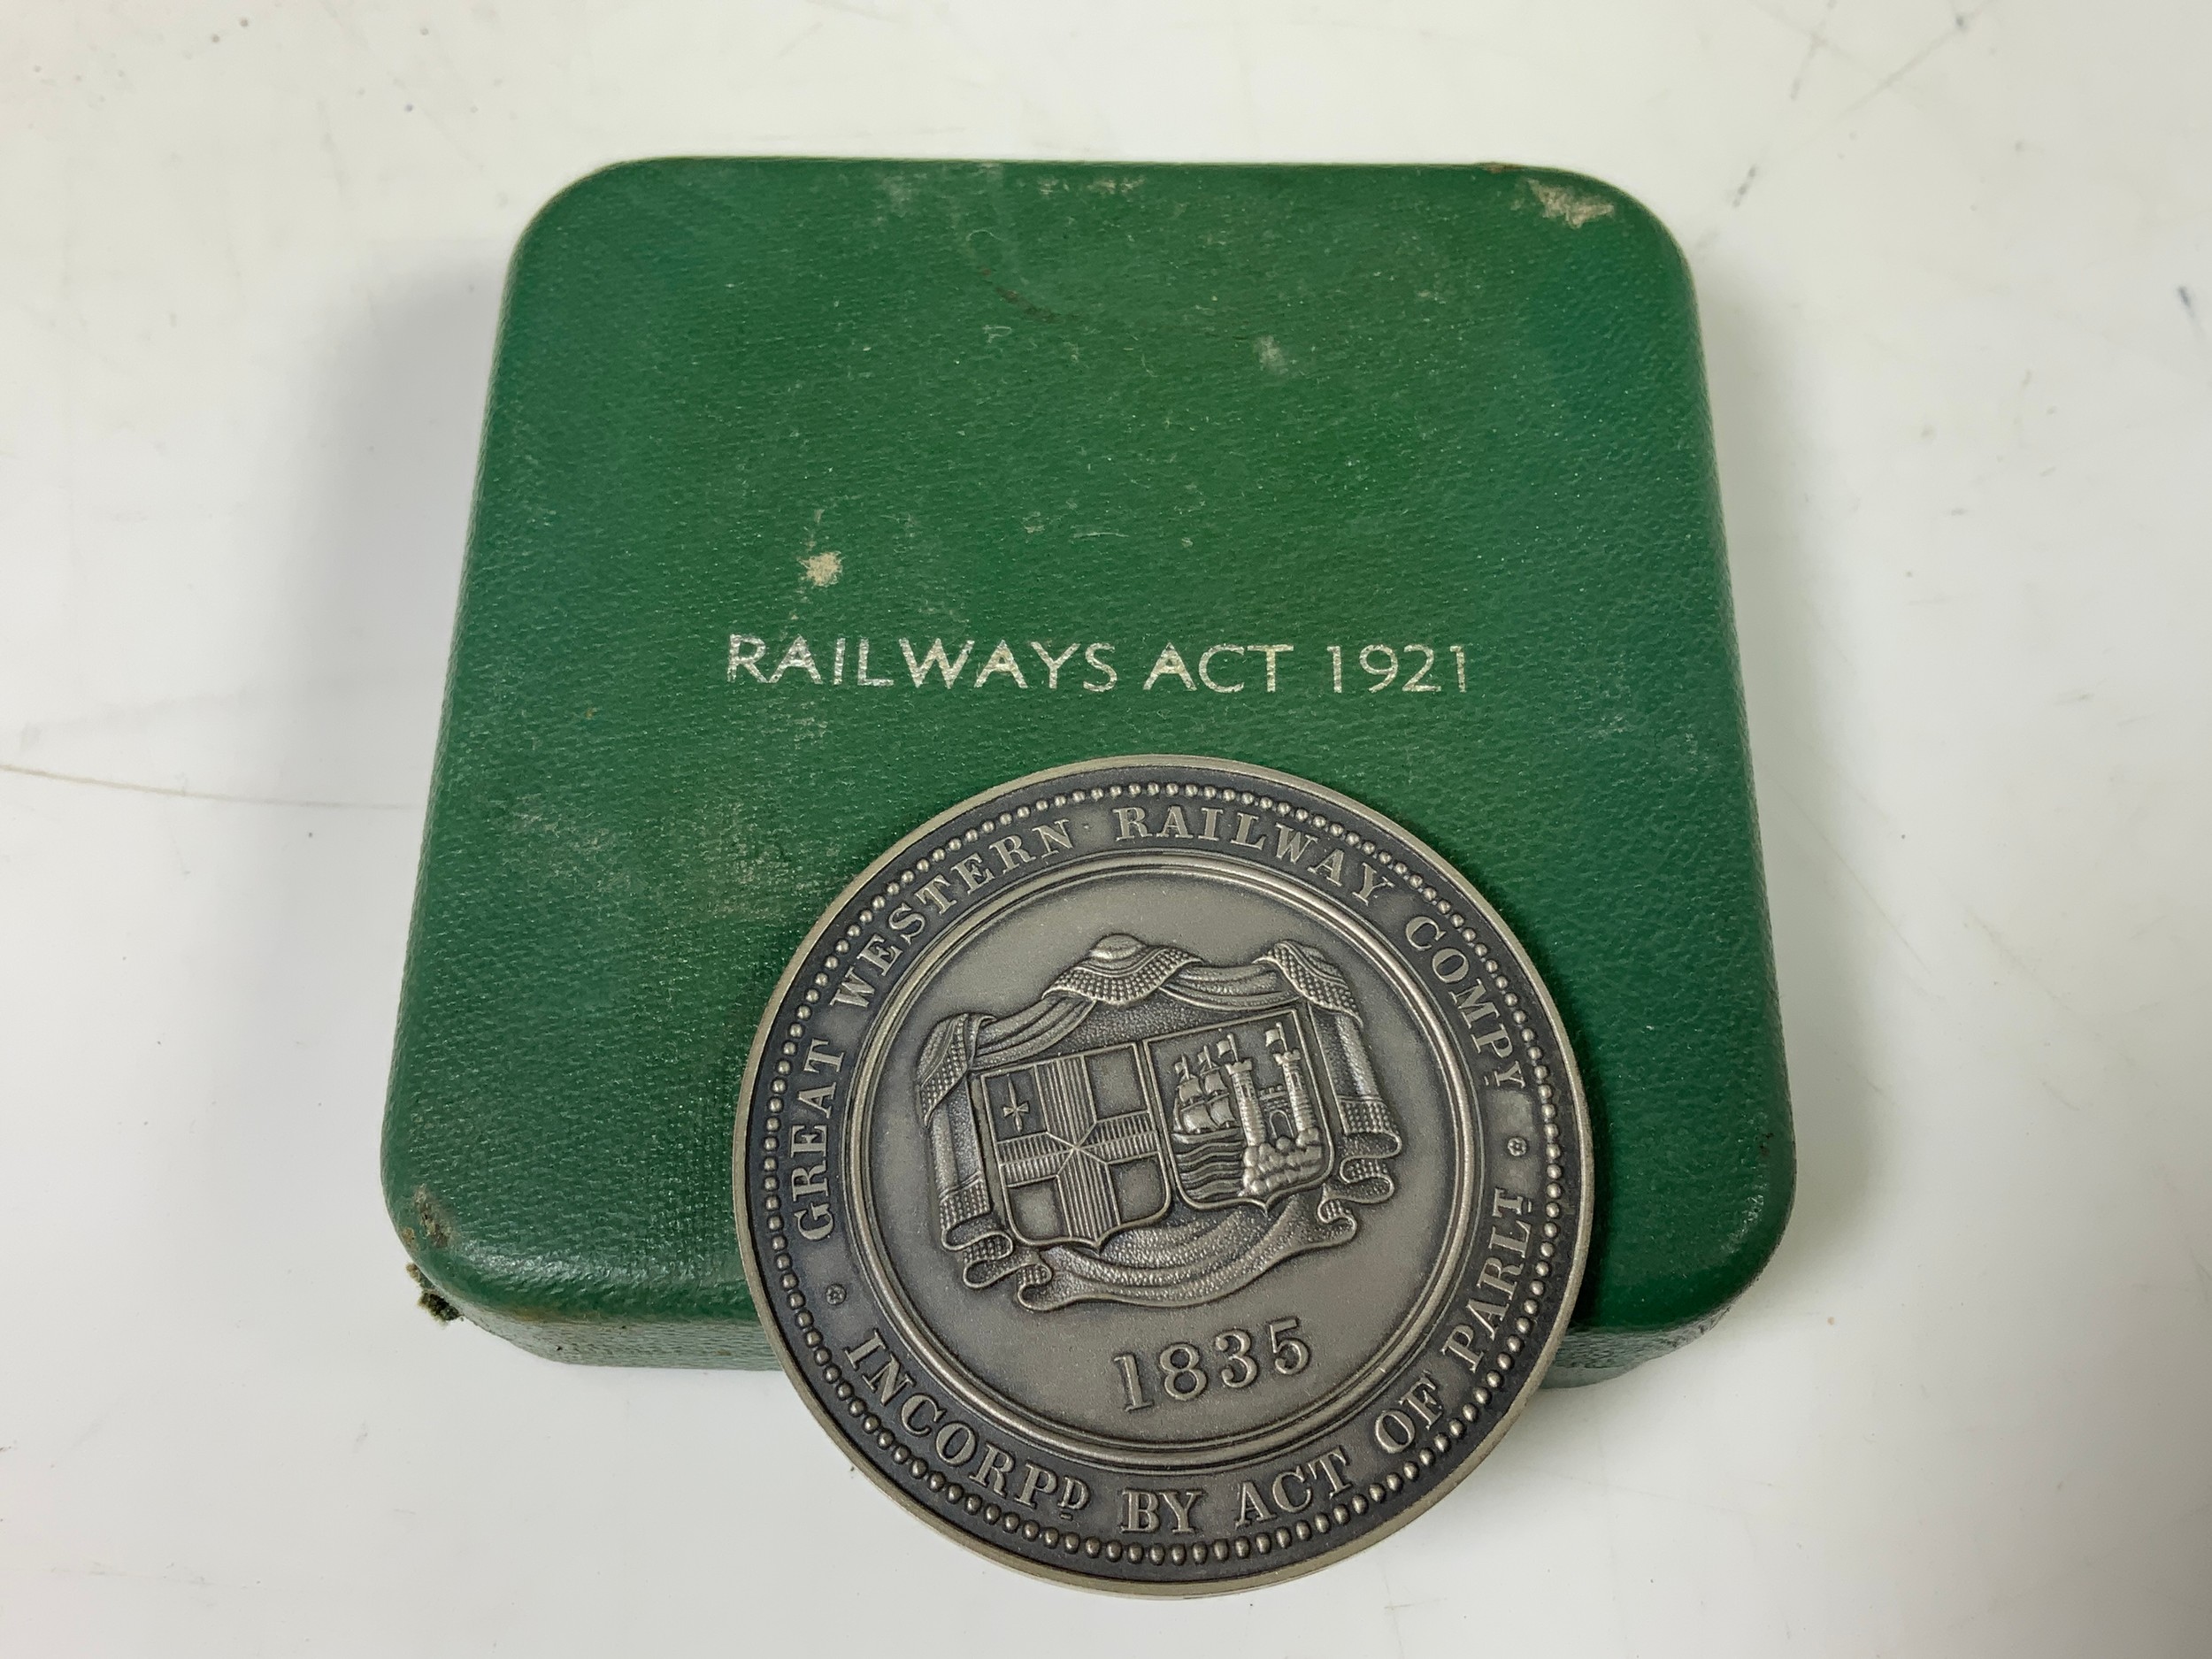 RAILWAYS ACT 1921
GREAT WESTERN RAILWAY COMPY
1835
INCORPD BY ACT OF PARLT